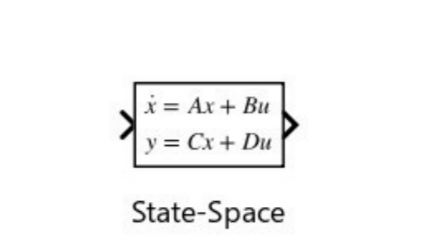 ẋ = Ax + Bu
y = Cx + Du
State-Space